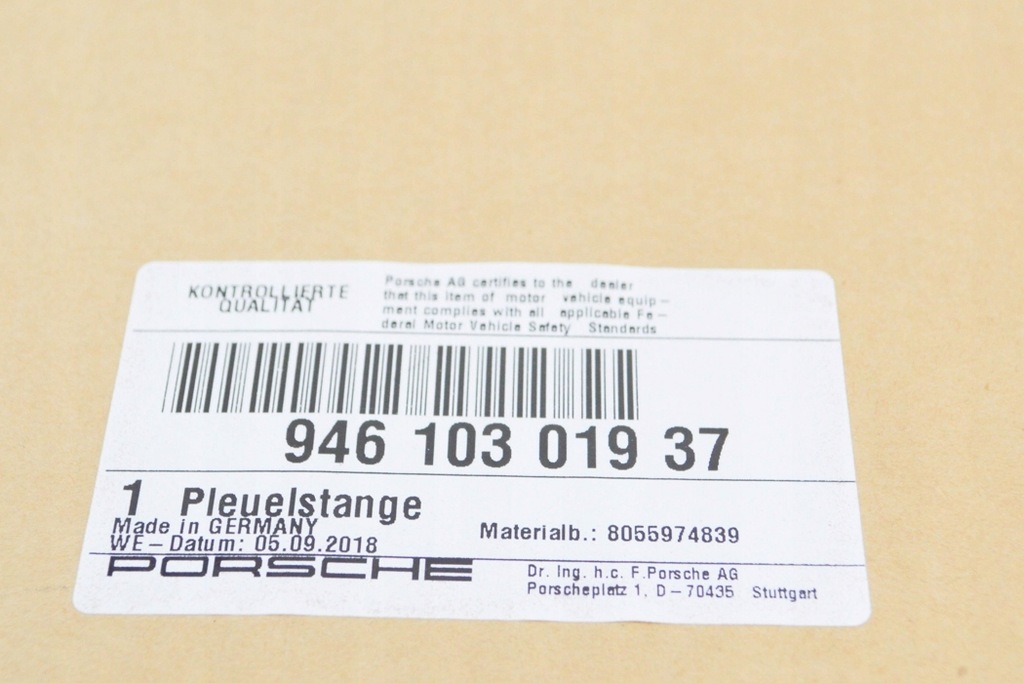 KONTROLLIERTE
QUALITÄT
Porsche AG certifies to the dealer
that this item of motor vehicle equip-
ment complies with all applicable Fe-
deral Motor Vehicle Safety Standards
946 103 019 37
1 Pleuelstange
Made in GERMANY
WE-Datum: 05.09.2018
Materialb.: 8055974839
PORSCHE
Dr. Ing. h.c. F.Porsche AG
Porscheplatz 1, D-70435 Stuttgart